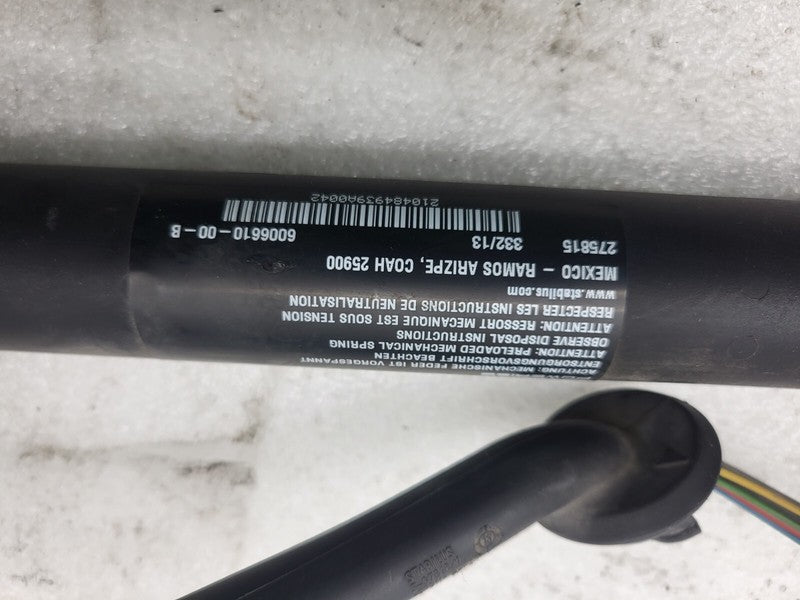 ACHTUNG: MECHANISCHE FEDER IST VORGESPANNT
ENTSORGUNGSVORSCHRIFT BEACHTEN
ATTENTION: PRELOADED MECHANICAL SPRING
OBSERVE DISPOSAL INSTRUCTIONS
ATTENTION: RESSORT MECANIQUE EST SOUS TENSION
RESPECTER LES INSTRUCTIONS DE NEUTRALISATION
www.stabilus.com
MEXICO - RAMOS ARIZPE, COAH 25900
275815 332/13 6006610-00-B
210484939A0042
STABILUS